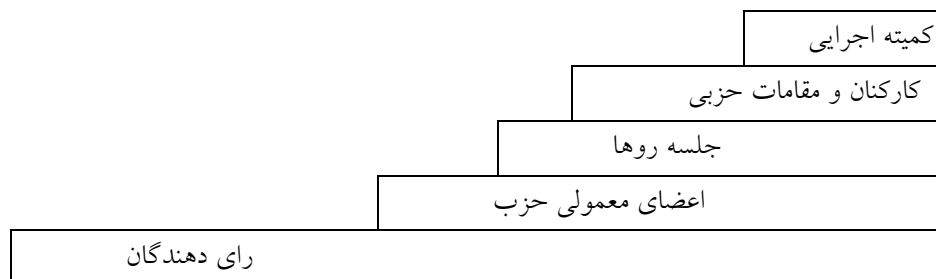 کمیته اجرایی
کارکنان و مقامات حزبی
جلسه روها
اعضای معمولی حزب
رای دهندگان